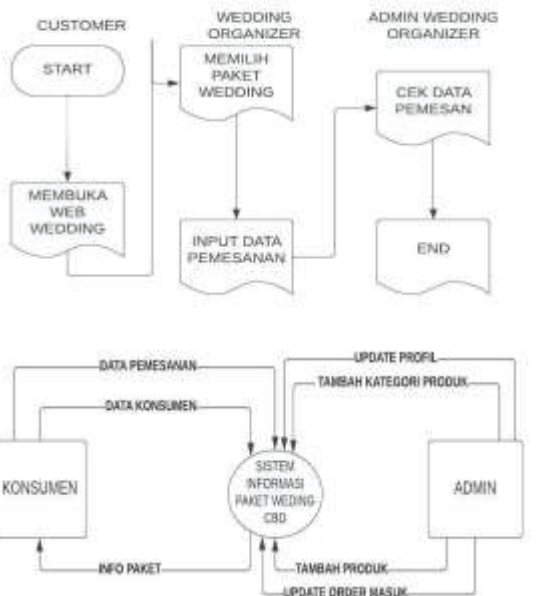 CUSTOMER
WEDDING
ORGANIZER
ADMIN WEDDING
ORGANIZER
START
MEMILIH
PAKET
WEDDING
CEK DATA
PEMESAN
MEMBUKA
WEB
WEDDING
INPUT DATA
PEMESANAN
END
DATA PEMESANAN
UPDATE PROFIL
TAMBAH KATEGORI PRODUK
DATA KONSUMEN
KONSUMEN
SISTEM
INFORMASI
PAKET WEDING
CBD
ADMIN
INFO PAKET
TAMBAH PRODUK
UPDATE ORDER MASUK